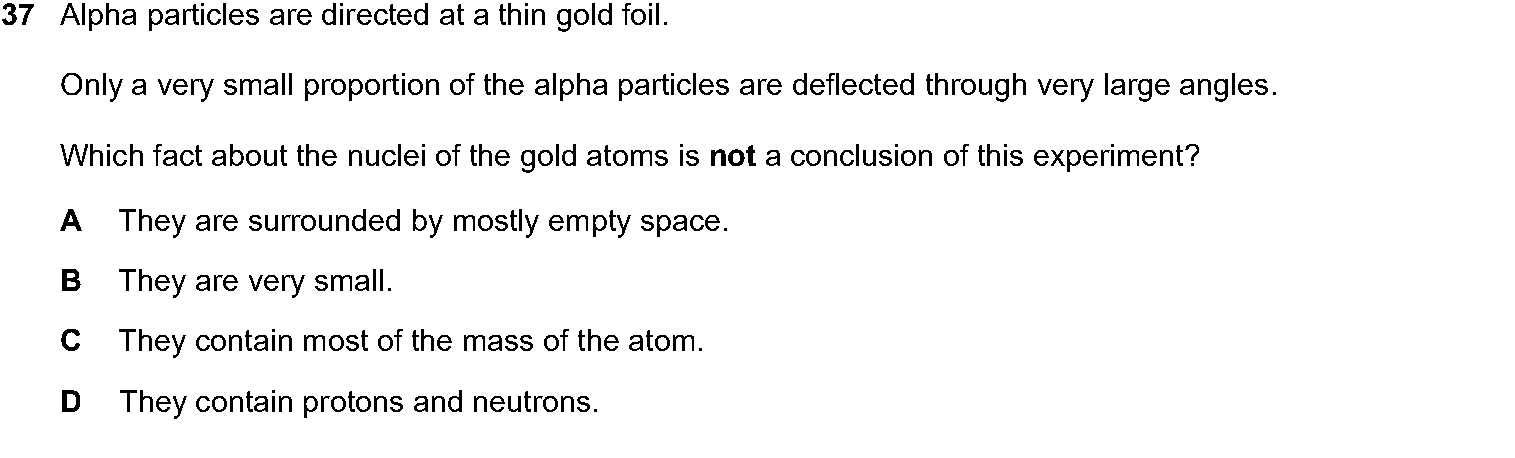 37 Alpha particles are directed at a thin gold foil.
Only a very small proportion of the alpha particles are deflected through very large angles.
Which fact about the nuclei of the gold atoms is not a conclusion of this experiment?
A They are surrounded by mostly empty space.
B They are very small.
C They contain most of the mass of the atom.
D They contain protons and neutrons.